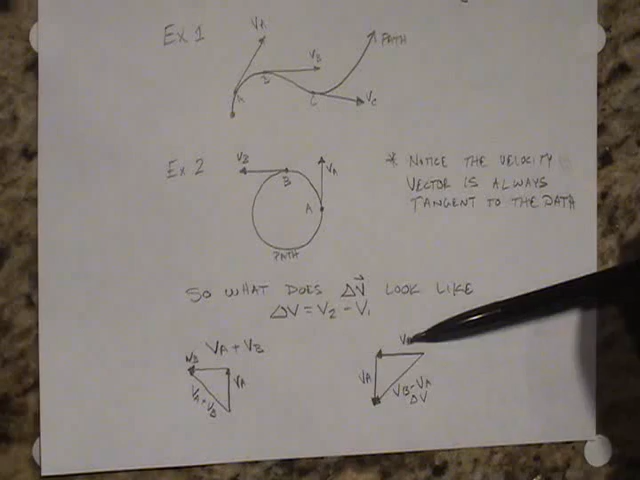 Ex 1
VA
VB
PATH
A
B
C
VC
Ex 2
VB
VA
B
A
PATH
* NOTICE THE VELOCITY
VECTOR IS ALWAYS
TANGENT TO THE PATH
SO WHAT DOES ΔV⃗ LOOK LIKE
ΔV = V2 - V1
VA + VB
VB
VA
VA + VB
VA
VB - VA
ΔV